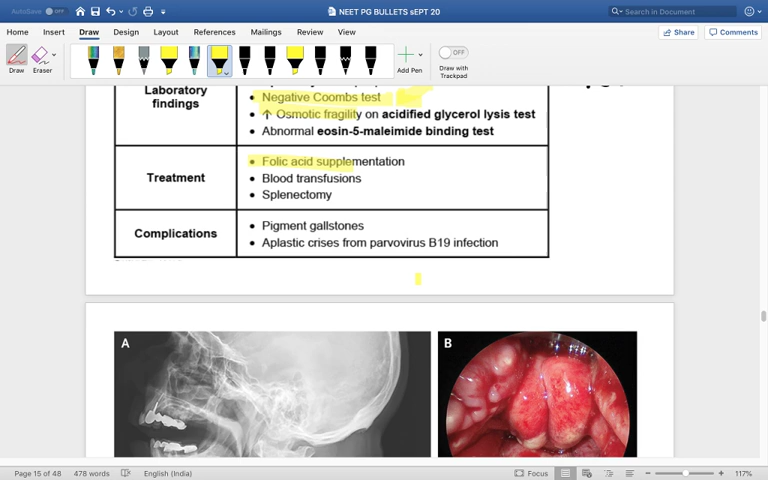 AutoSave OFF
NEET PG BULLETS sEPT 20
Search in Document
Home Insert Draw Design Layout References Mailings Review View
Share Comments
Draw Eraser Add Pen Draw with Trackpad OFF
Laboratory findings
• Negative Coombs test
• ↑ Osmotic fragility on acidified glycerol lysis test
• Abnormal eosin-5-maleimide binding test
Treatment
• Folic acid supplementation
• Blood transfusions
• Splenectomy
Complications
• Pigment gallstones
• Aplastic crises from parvovirus B19 infection
A
B
Page 15 of 48 478 words English (India) Focus 117%